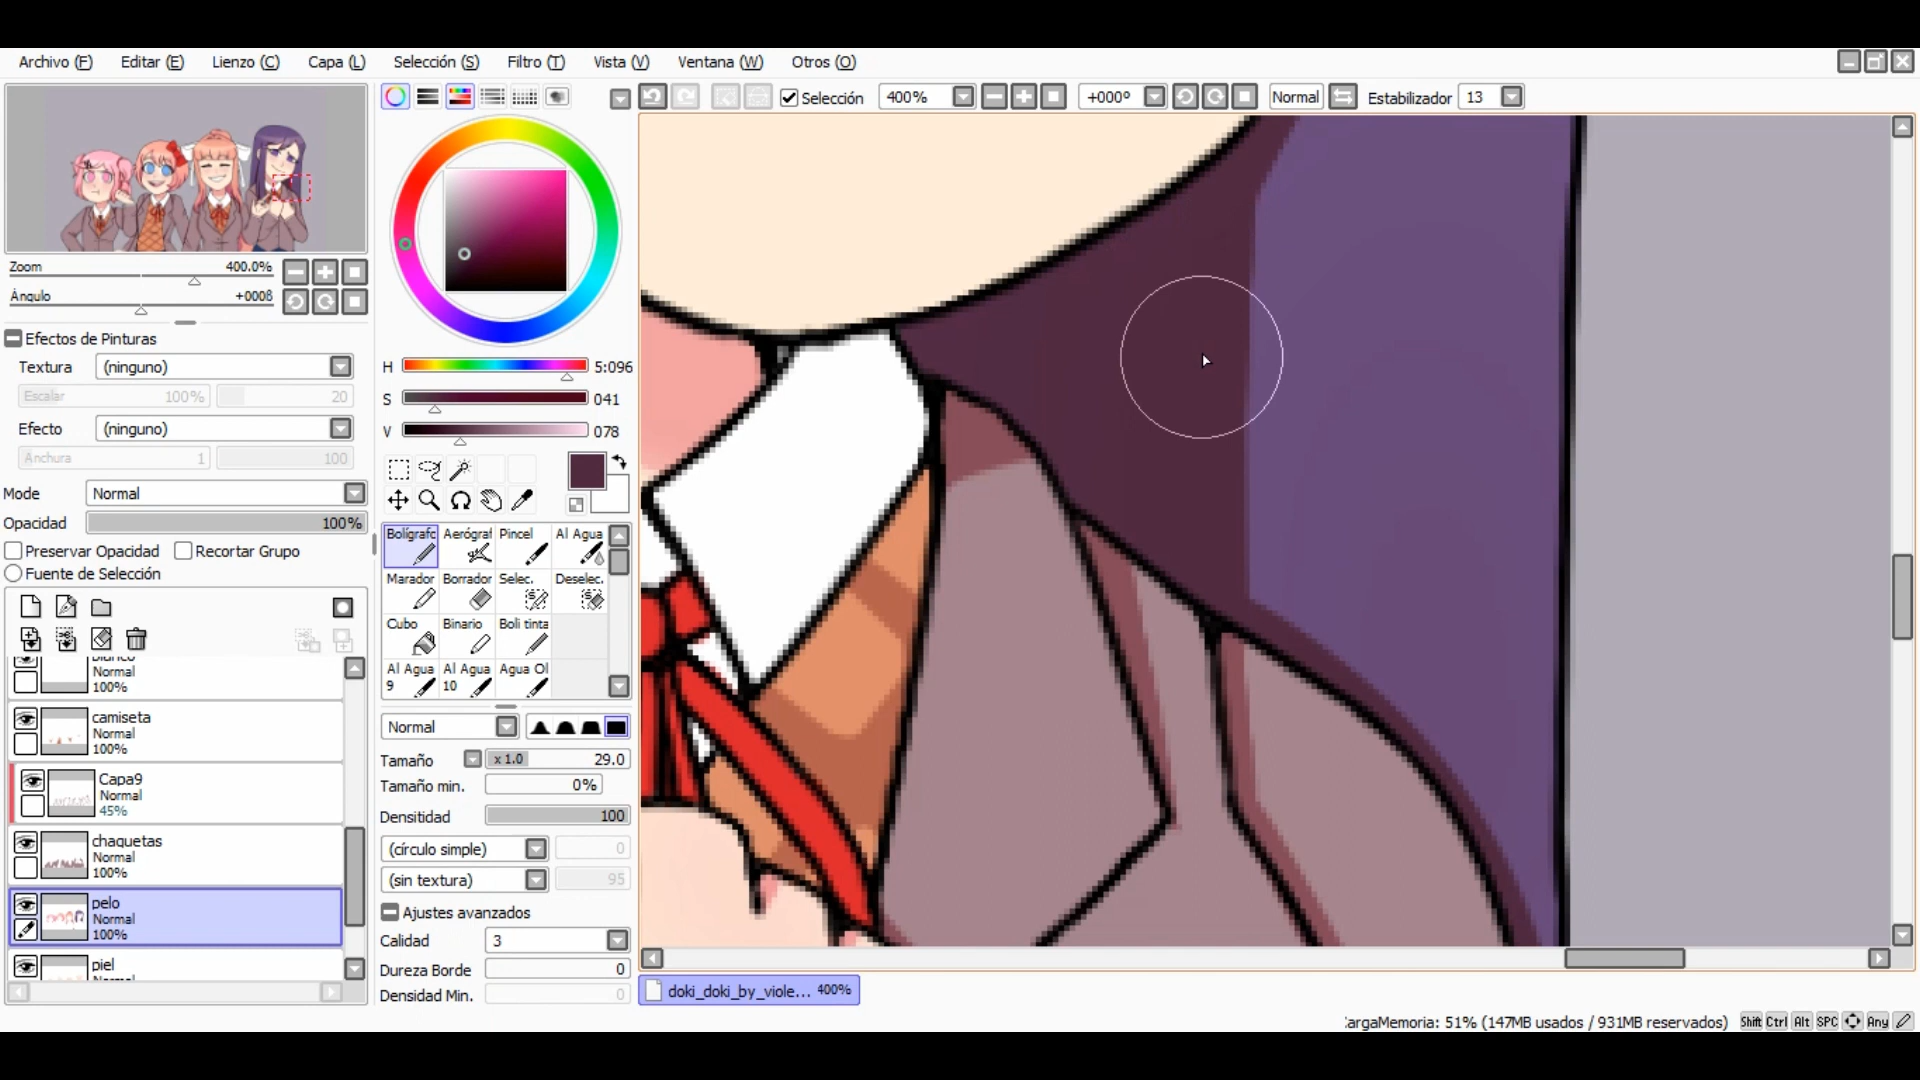 Archivo (F) Editar (E) Lienzo (C) Capa (L) Selección (S) Filtro (T) Vista (V) Ventana (W) Otros (O)
Selección 400% +000º Normal Estabilizador 13
Zoom 400.0%
Ángulo +0008
Efectos de Pinturas
Textura (ninguno)
Escalar 100% 20
Efecto (ninguno)
Anchura 1 100
Mode Normal
Opacidad 100%
Preservar Opacidad Recortar Grupo
Fuente de Selección
blanco
Normal
100%
camiseta
Normal
100%
Capa9
Normal
45%
chaquetas
Normal
100%
pelo
Normal
100%
piel
Normal
H 5:096
S 041
V 078
Bolígrafc Aerógraf Pincel Al Agua
Marador Borrador Selec. Deselec.
Cubo Binario Boli tinta
Al Agua Al Agua Agua Ol
9 10
Normal
Tamaño x 1.0 29.0
Tamaño min. 0%
Densitidad 100
(círculo simple) 0
(sin textura) 95
Ajustes avanzados
Calidad 3
Dureza Borde 0
Densidad Min. 0
doki_doki_by_viole... 400%
argaMemoria: 51% (147MB usados / 931MB reservados) Shift Ctrl Alt SPC Any